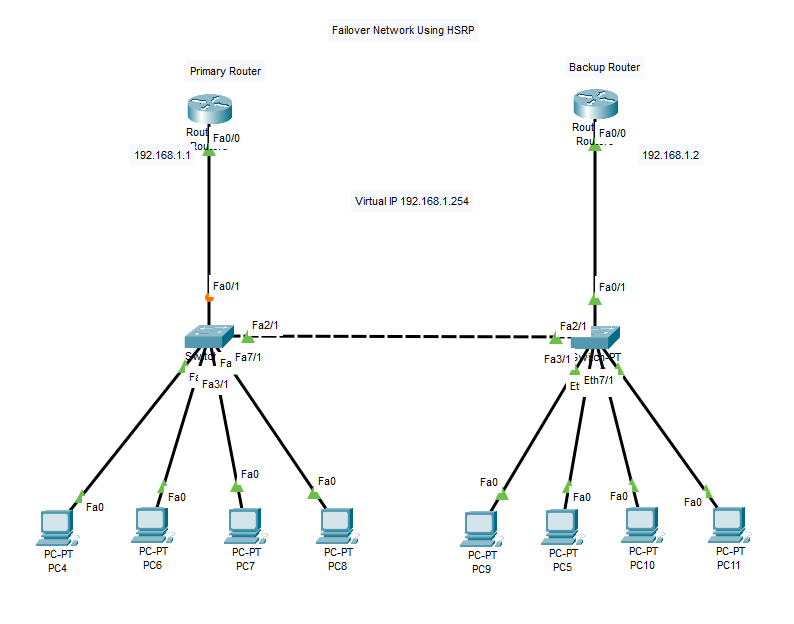 Failover Network Using HSRP
Primary Router
Backup Router
Rout
Fa0/0
192.168.1.1
Rout
Fa0/0
192.168.1.2
Virtual IP 192.168.1.254
Fa0/1
Fa0/1
Fa2/1
Fa7/1
Fa3/1
Fa2/1
Fa3/1
Eth7/1
Fa0
Fa0
Fa0
Fa0
Fa0
Fa0
Fa0
Fa0
PC-PT
PC4
PC-PT
PC6
PC-PT
PC7
PC-PT
PC8
PC-PT
PC9
PC-PT
PC5
PC-PT
PC10
PC-PT
PC11